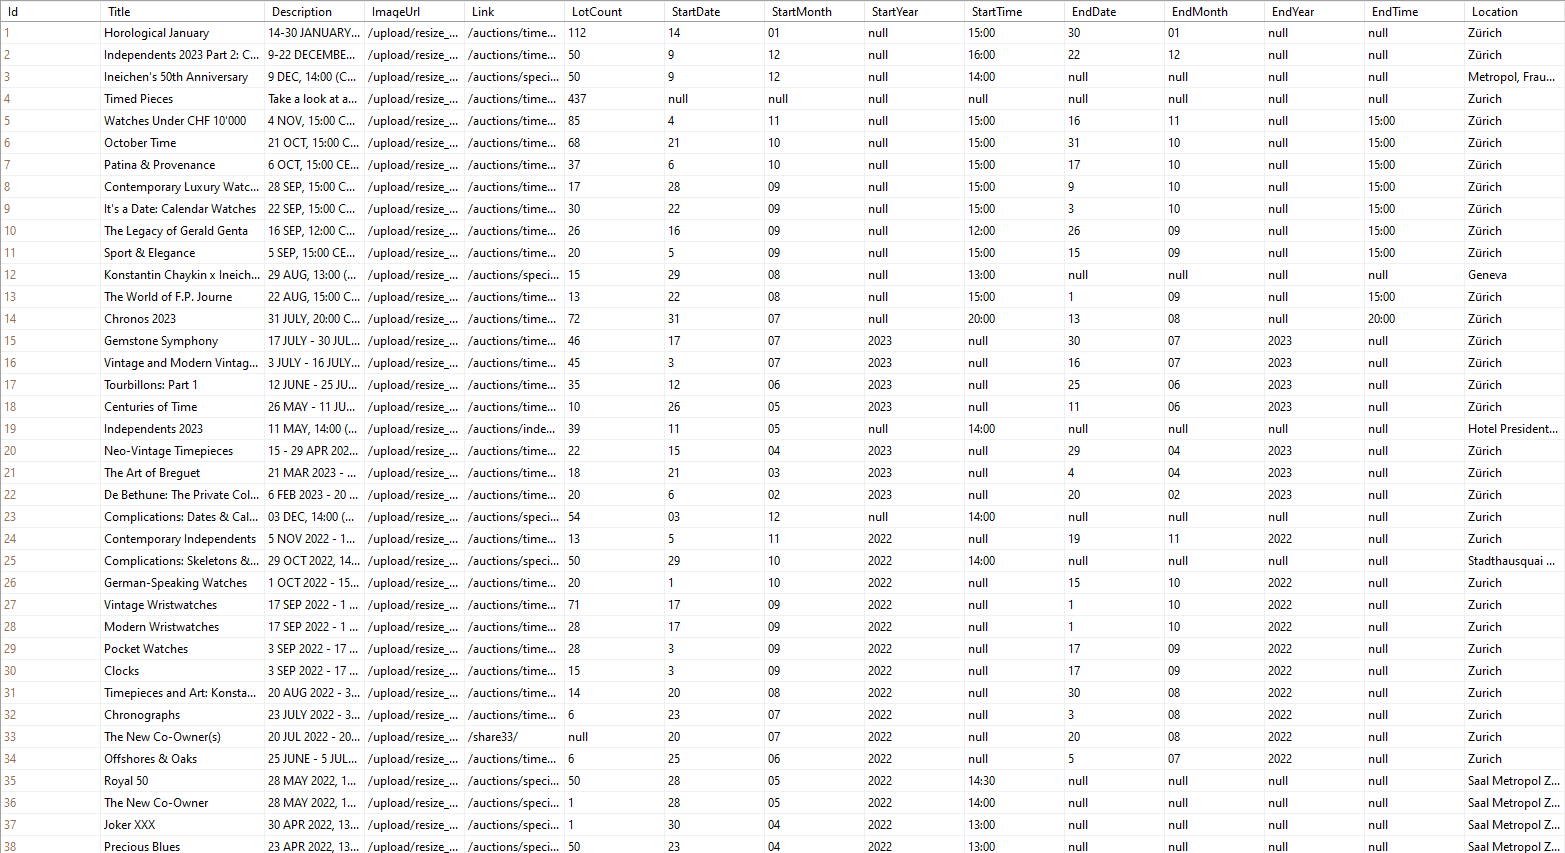 Id Title Description ImageUrl Link LotCount StartDate StartMonth StartYear StartTime EndDate EndMonth EndYear EndTime Location
1 Horological January 14-30 JANUARY... /upload/resize_... /auctions/time... 112 14 01 null 15:00 30 01 null null Zürich
2 Independents 2023 Part 2: C... 9-22 DECEMBE... /upload/resize_... /auctions/time... 50 9 12 null 16:00 22 12 null null Zürich
3 Ineichen's 50th Anniversary 9 DEC, 14:00 (C... /upload/resize_... /auctions/speci... 50 9 12 null 14:00 null null null null Metropol, Frau...
4 Timed Pieces Take a look at a... /upload/resize_... /auctions/time... 437 null null null null null null null null Zurich
5 Watches Under CHF 10'000 4 NOV, 15:00 C... /upload/resize_... /auctions/time... 85 4 11 null 15:00 16 11 null 15:00 Zürich
6 October Time 21 OCT, 15:00 C... /upload/resize_... /auctions/time... 68 21 10 null 15:00 31 10 null 15:00 Zürich
7 Patina & Provenance 6 OCT, 15:00 CE... /upload/resize_... /auctions/time... 37 6 10 null 15:00 17 10 null 15:00 Zürich
8 Contemporary Luxury Watc... 28 SEP, 15:00 C... /upload/resize_... /auctions/time... 17 28 09 null 15:00 9 10 null 15:00 Zürich
9 It's a Date: Calendar Watches 22 SEP, 15:00 C... /upload/resize_... /auctions/time... 30 22 09 null 15:00 3 10 null 15:00 Zürich
10 The Legacy of Gerald Genta 16 SEP, 12:00 C... /upload/resize_... /auctions/time... 26 16 09 null 12:00 26 09 null 15:00 Zürich
11 Sport & Elegance 5 SEP, 15:00 CE... /upload/resize_... /auctions/time... 20 5 09 null 15:00 15 09 null 15:00 Zürich
12 Konstantin Chaykin x Ineich... 29 AUG, 13:00 (... /upload/resize_... /auctions/speci... 15 29 08 null 13:00 null null null null Geneva
13 The World of F.P. Journe 22 AUG, 15:00 C... /upload/resize_... /auctions/time... 13 22 08 null 15:00 1 09 null 15:00 Zürich
14 Chronos 2023 31 JULY, 20:00 C... /upload/resize_... /auctions/time... 72 31 07 null 20:00 13 08 null 20:00 Zürich
15 Gemstone Symphony 17 JULY - 30 JUL... /upload/resize_... /auctions/time... 46 17 07 2023 null 30 07 2023 null Zürich
16 Vintage and Modern Vintag... 3 JULY - 16 JULY... /upload/resize_... /auctions/time... 45 3 07 2023 null 16 07 2023 null Zürich
17 Tourbillons: Part 1 12 JUNE - 25 JU... /upload/resize_... /auctions/time... 35 12 06 2023 null 25 06 2023 null Zürich
18 Centuries of Time 26 MAY - 11 JU... /upload/resize_... /auctions/time... 10 26 05 2023 null 11 06 2023 null Zürich
19 Independents 2023 11 MAY, 14:00 (... /upload/resize_... /auctions/inde... 39 11 05 null 14:00 null null null null Hotel President...
20 Neo-Vintage Timepieces 15 - 29 APR 202... /upload/resize_... /auctions/time... 22 15 04 2023 null 29 04 2023 null Zürich
21 The Art of Breguet 21 MAR 2023 - ... /upload/resize_... /auctions/time... 18 21 03 2023 null 4 04 2023 null Zürich
22 De Bethune: The Private Col... 6 FEB 2023 - 20 ... /upload/resize_... /auctions/time... 20 6 02 2023 null 20 02 2023 null Zürich
23 Complications: Dates & Cal... 03 DEC, 14:00 (... /upload/resize_... /auctions/speci... 54 03 12 null 14:00 null null null null Zurich
24 Contemporary Independents 5 NOV 2022 - 1... /upload/resize_... /auctions/time... 13 5 11 2022 null 19 11 2022 null Zurich
25 Complications: Skeletons &... 29 OCT 2022, 14... /upload/resize_... /auctions/speci... 50 29 10 2022 14:00 null null null null Stadthausquai ...
26 German-Speaking Watches 1 OCT 2022 - 15... /upload/resize_... /auctions/time... 20 1 10 2022 null 15 10 2022 null Zurich
27 Vintage Wristwatches 17 SEP 2022 - 1 ... /upload/resize_... /auctions/time... 71 17 09 2022 null 1 10 2022 null Zurich
28 Modern Wristwatches 17 SEP 2022 - 1 ... /upload/resize_... /auctions/time... 28 17 09 2022 null 1 10 2022 null Zurich
29 Pocket Watches 3 SEP 2022 - 17 ... /upload/resize_... /auctions/time... 28 3 09 2022 null 17 09 2022 null Zurich
30 Clocks 3 SEP 2022 - 17 ... /upload/resize_... /auctions/time... 15 3 09 2022 null 17 09 2022 null Zurich
31 Timepieces and Art: Konsta... 20 AUG 2022 - 3... /upload/resize_... /auctions/time... 14 20 08 2022 null 30 08 2022 null Zurich
32 Chronographs 23 JULY 2022 - 3... /upload/resize_... /auctions/time... 6 23 07 2022 null 3 08 2022 null Zurich
33 The New Co-Owner(s) 20 JUL 2022 - 20... /upload/resize_... /share33/ null 20 07 2022 null 20 08 2022 null Zurich
34 Offshores & Oaks 25 JUNE - 5 JUL... /upload/resize_... /auctions/time... 6 25 06 2022 null 5 07 2022 null Zurich
35 Royal 50 28 MAY 2022, 1... /upload/resize_... /auctions/speci... 50 28 05 2022 14:30 null null null null Saal Metropol Z...
36 The New Co-Owner 28 MAY 2022, 1... /upload/resize_... /auctions/speci... 1 28 05 2022 14:00 null null null null Saal Metropol Z...
37 Joker XXX 30 APR 2022, 13... /upload/resize_... /auctions/speci... 1 30 04 2022 13:00 null null null null Saal Metropol Z...
38 Precious Blues 23 APR 2022, 13... /upload/resize_... /auctions/speci... 50 23 04 2022 13:00 null null null null Saal Metropol Z...